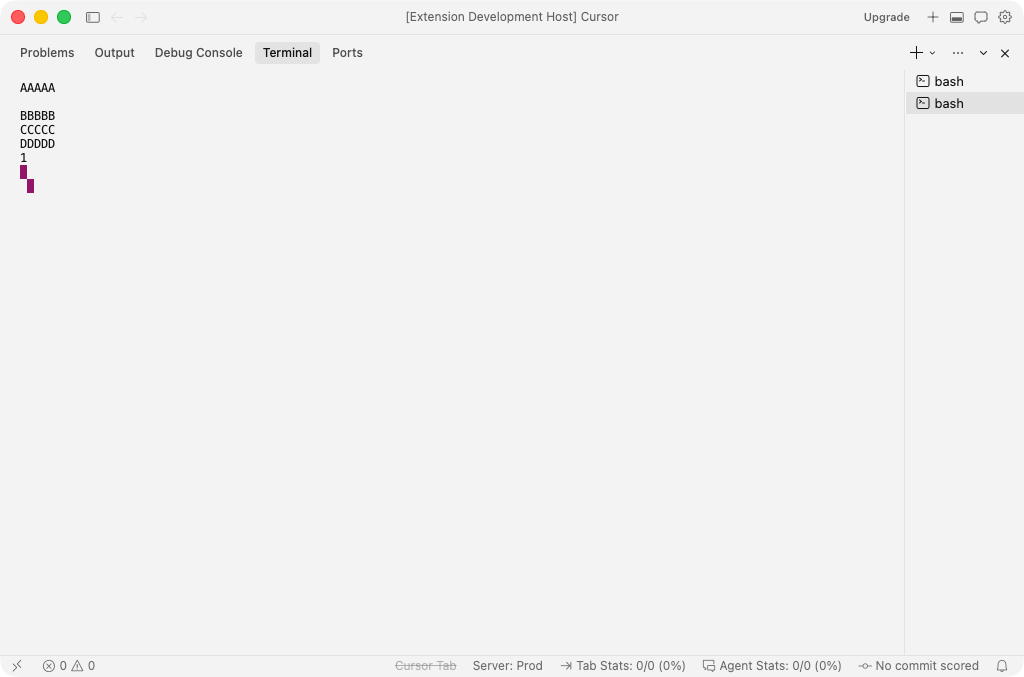 [Extension Development Host] Cursor
Upgrade
Problems Output Debug Console Terminal Ports
AAAAA
BBBBB
CCCCC
DDDDD
1
bash
bash
0 0 Cursor Tab Server: Prod Tab Stats: 0/0 (0%) Agent Stats: 0/0 (0%) No commit scored